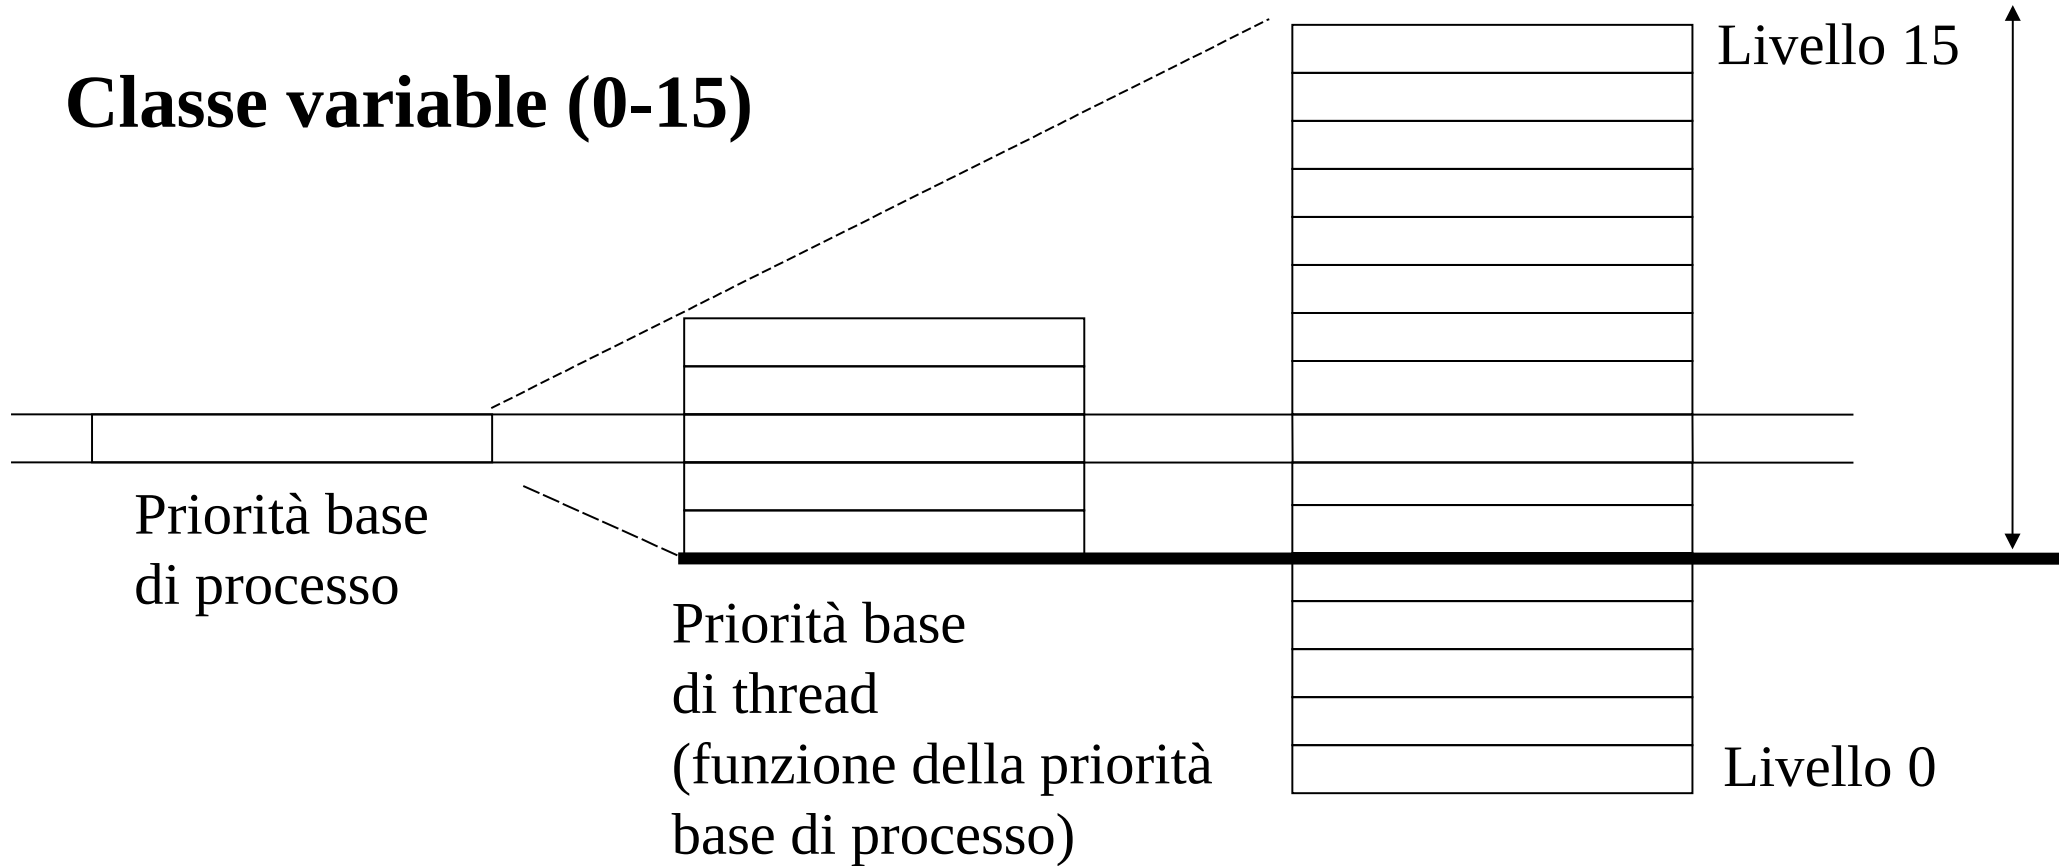 Livello 15
Classe variable (0-15)
Priorità base
di processo
Priorità base
di thread
(funzione della priorità
base di processo)
Livello 0